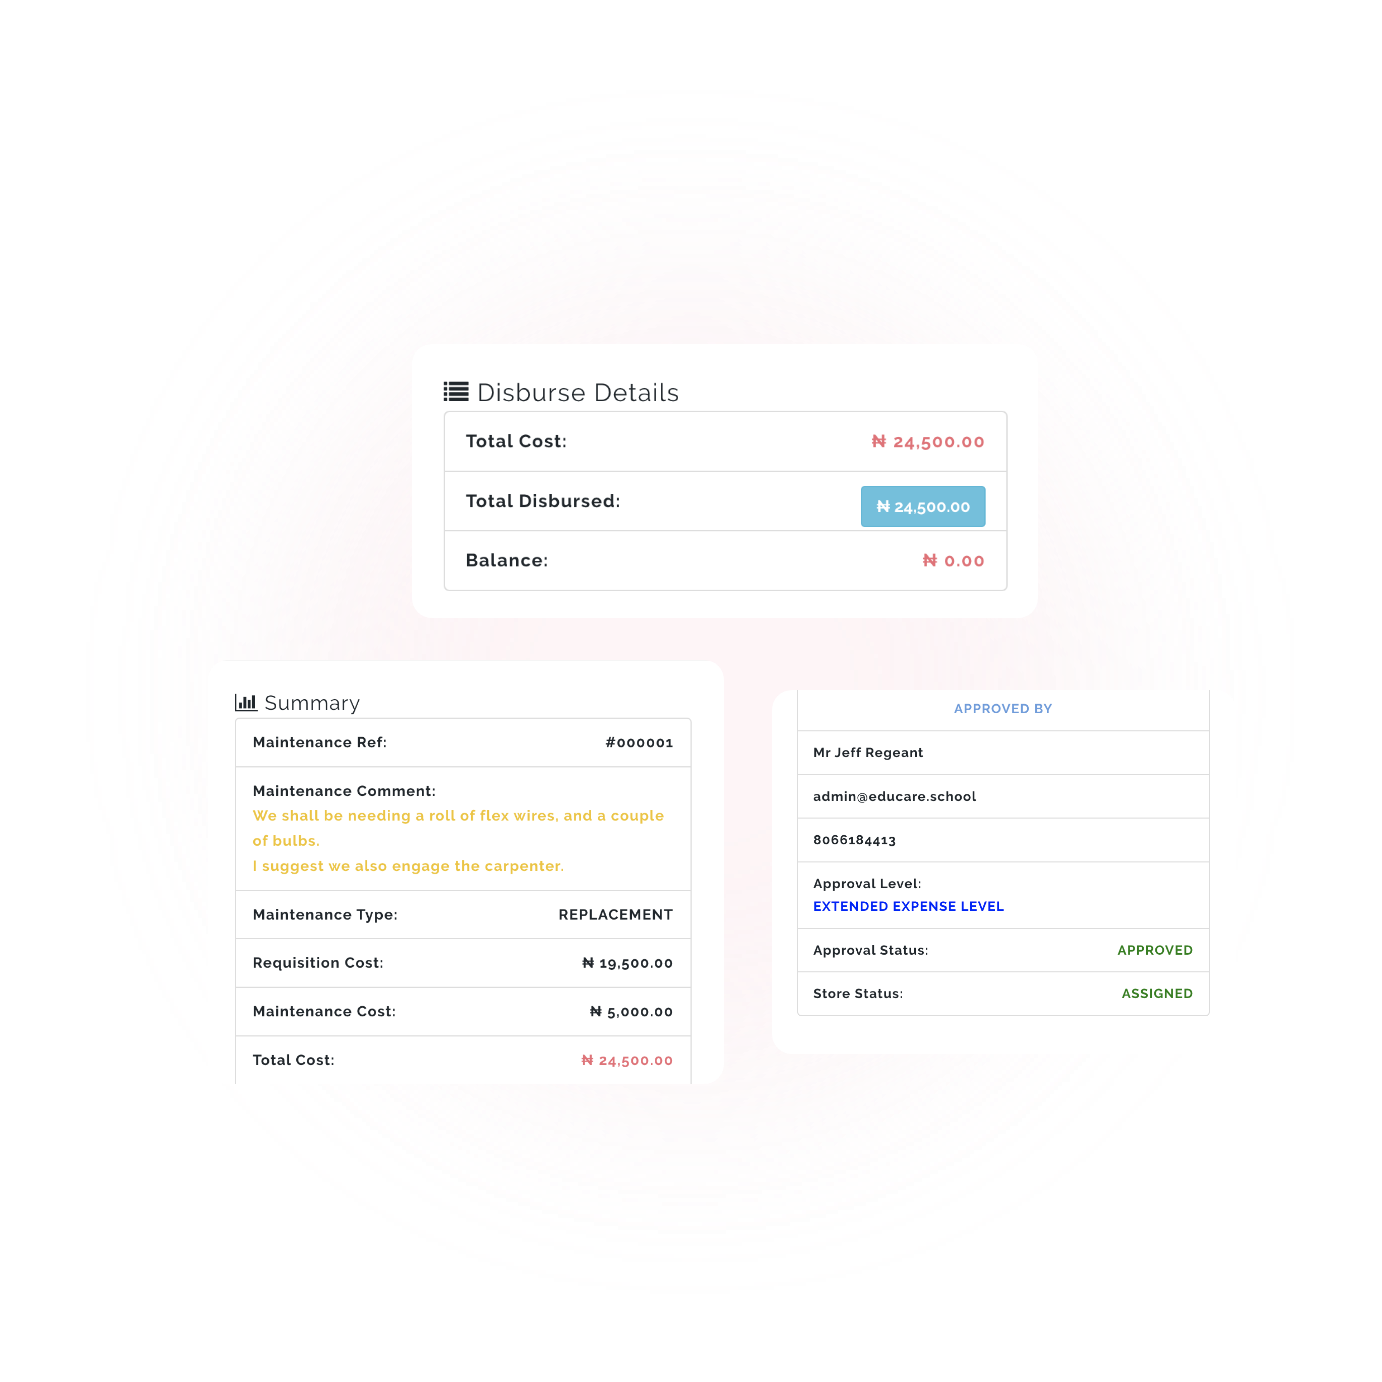 Disburse Details
Total Cost: ₦ 24,500.00
Total Disbursed: ₦ 24,500.00
Balance: ₦ 0.00
Summary
Maintenance Ref: #000001
Maintenance Comment:
We shall be needing a roll of flex wires, and a couple
of bulbs.
I suggest we also engage the carpenter.
Maintenance Type: REPLACEMENT
Requisition Cost: ₦ 19,500.00
Maintenance Cost: ₦ 5,000.00
Total Cost: ₦ 24,500.00
APPROVED BY
Mr Jeff Regeant
admin@educare.school
8066184413
Approval Level:
EXTENDED EXPENSE LEVEL
Approval Status: APPROVED
Store Status: ASSIGNED